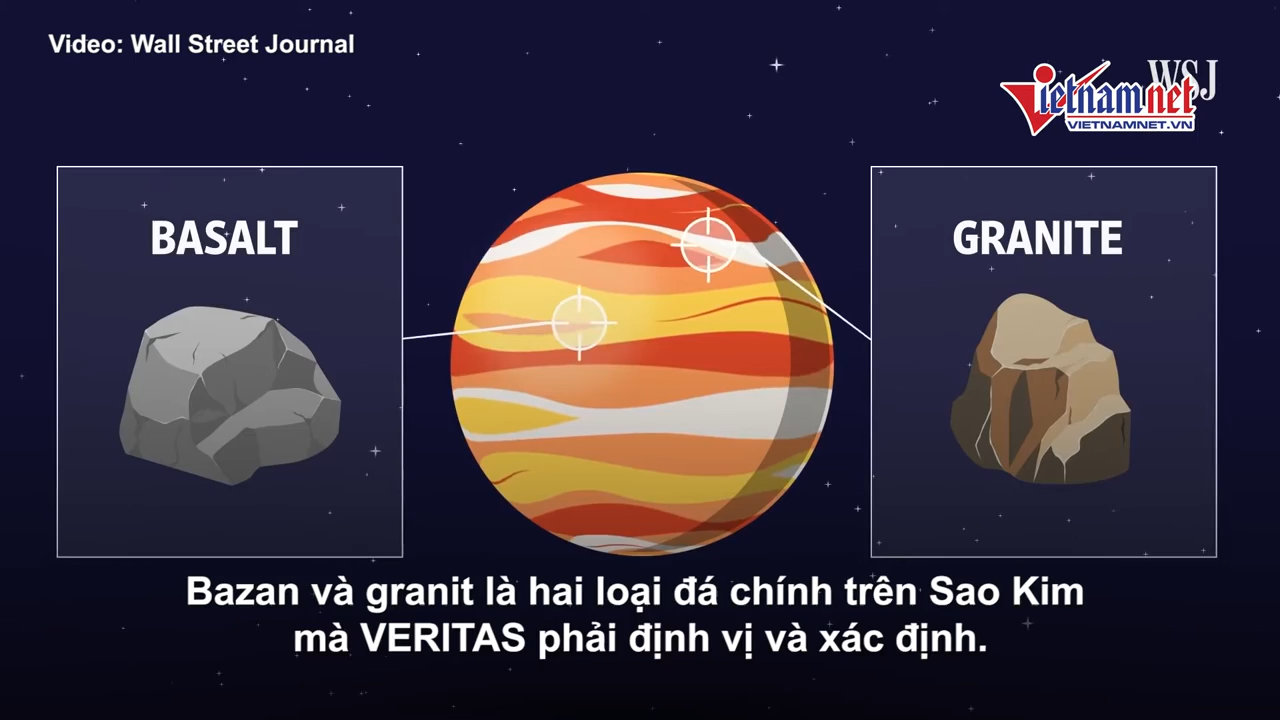 Video: Wall Street Journal
WSJ
Vietnamnet
VIETNAMNET.VN
BASALT
GRANITE
Bazan và granit là hai loại đá chính trên Sao Kim
mà VERITAS phải định vị và xác định.